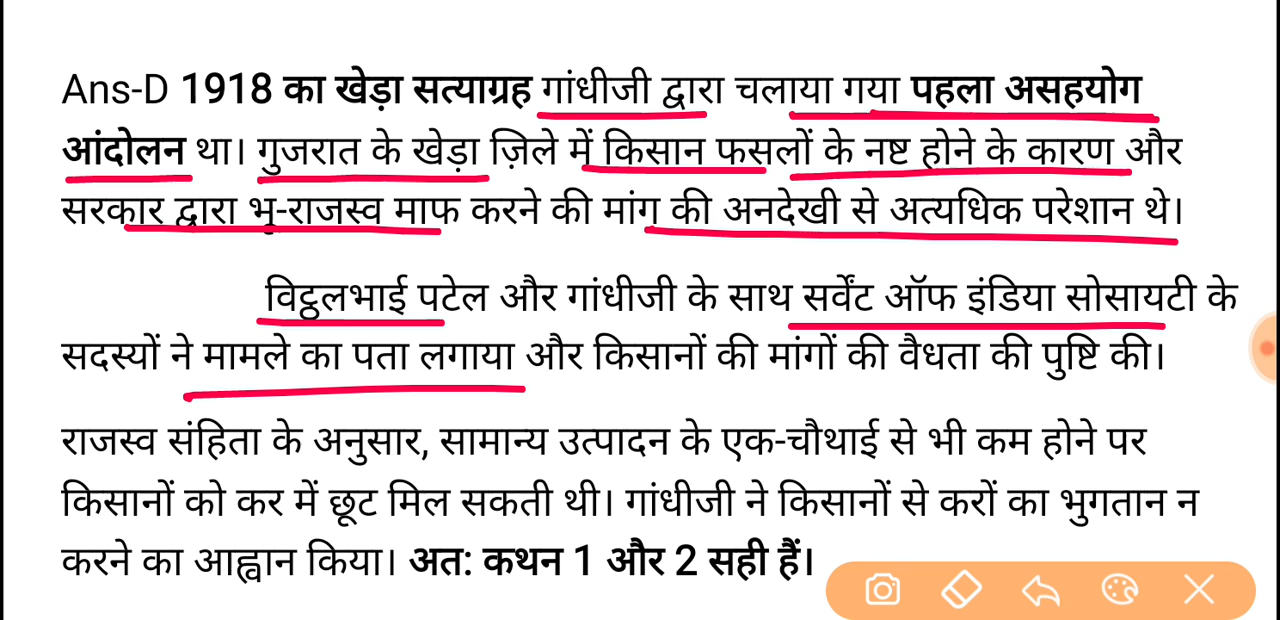 Ans-D 1918 का खेड़ा सत्याग्रह गांधीजी द्वारा चलाया गया पहला असहयोग
आंदोलन था। गुजरात के खेड़ा ज़िले में किसान फसलों के नष्ट होने के कारण और
सरकार द्वारा भू-राजस्व माफ करने की मांग की अनदेखी से अत्यधिक परेशान थे।
विट्ठलभाई पटेल और गांधीजी के साथ सर्वेंट ऑफ इंडिया सोसायटी के
सदस्यों ने मामले का पता लगाया और किसानों की मांगों की वैधता की पुष्टि की।
राजस्व संहिता के अनुसार, सामान्य उत्पादन के एक-चौथाई से भी कम होने पर
किसानों को कर में छूट मिल सकती थी। गांधीजी ने किसानों से करों का भुगतान न
करने का आह्वान किया। अत: कथन 1 और 2 सही हैं।